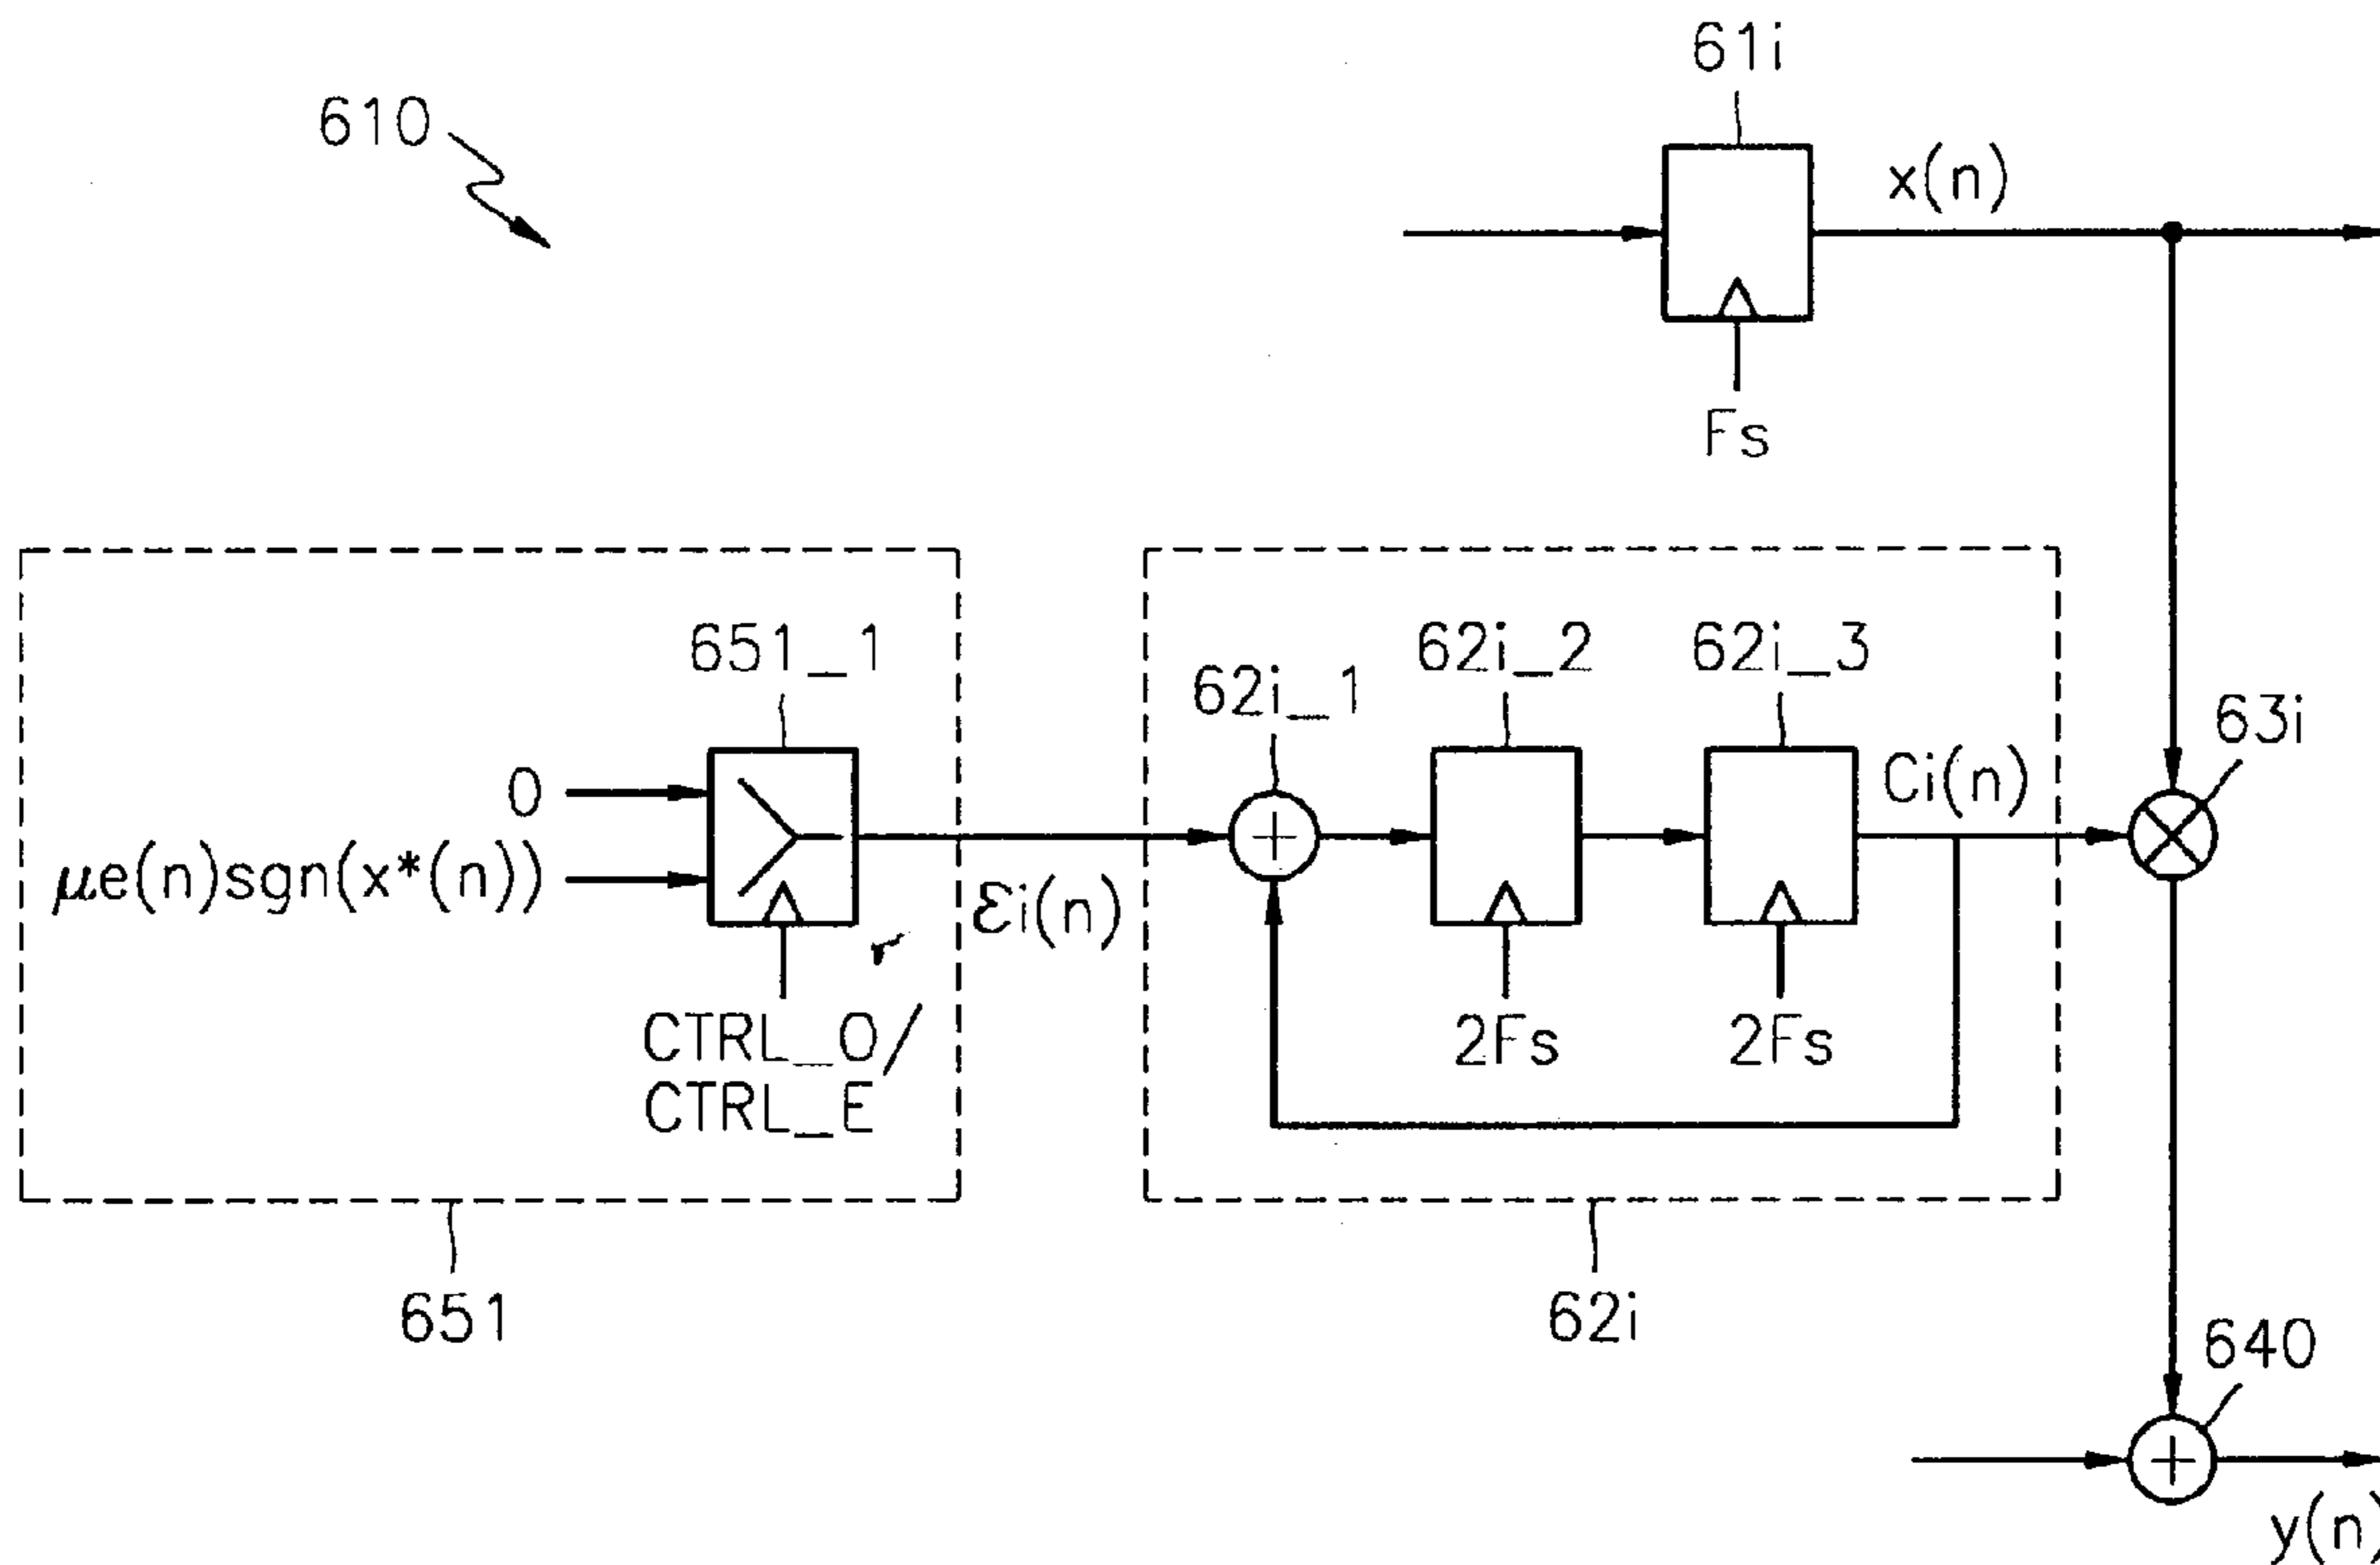 61i
610
x(n)
Fs
651_1
62i_1
62i_2
62i_3
63i
0
Ci(n)
μe(n)sgn(x*(n))
εi(n)
CTRL_O/
CTRL_E
2Fs
2Fs
651
62i
640
y(n)